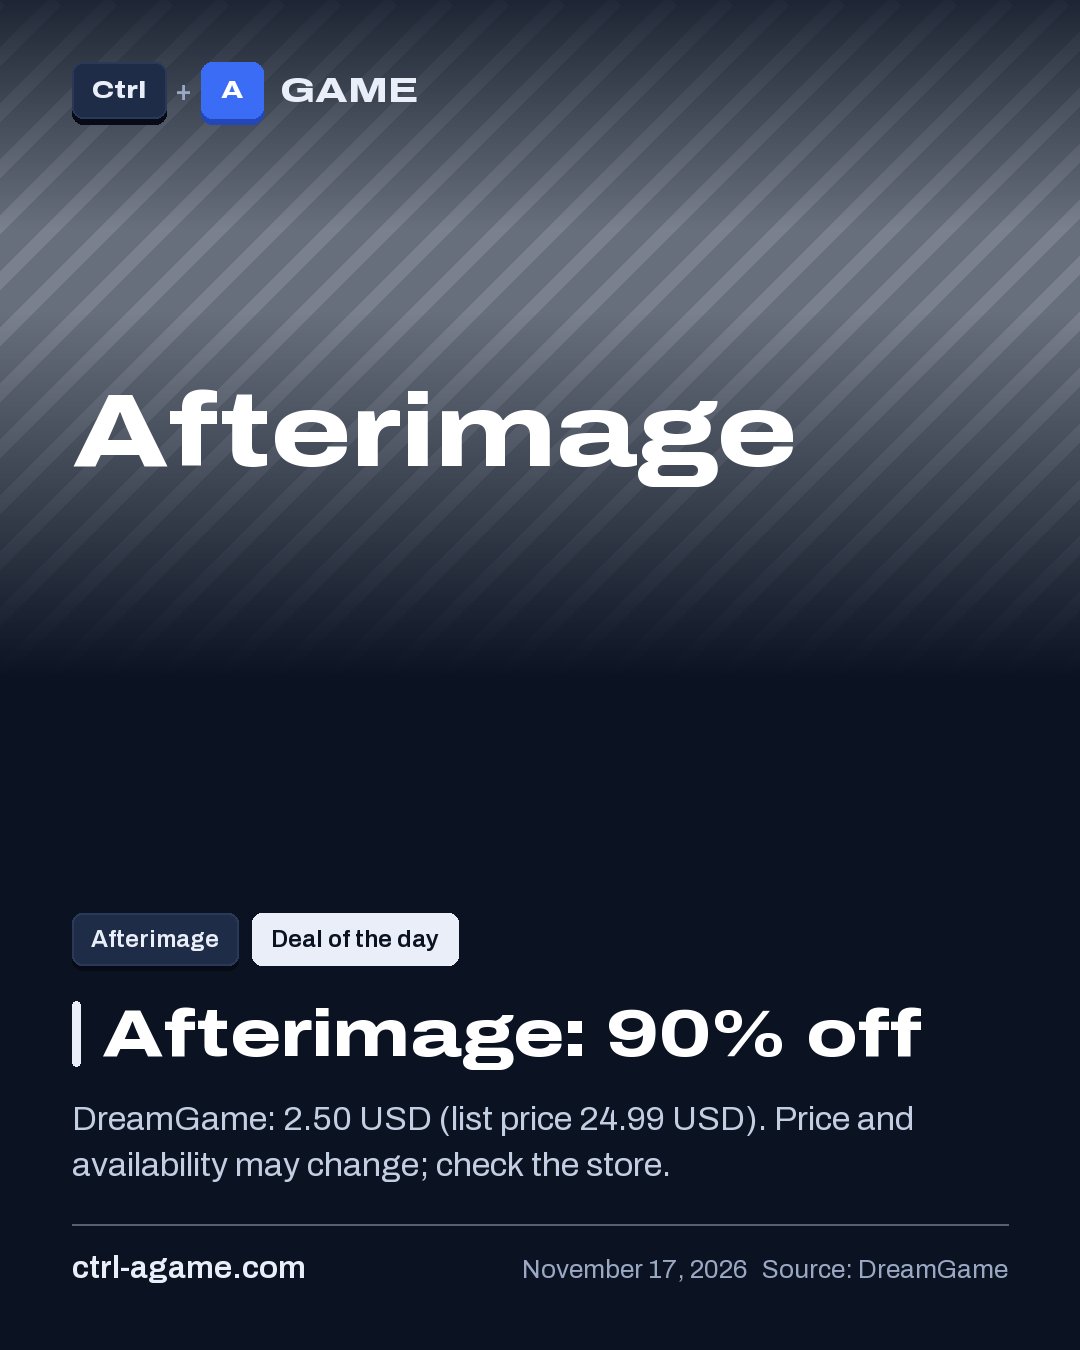 Ctrl + A GAME
Afterimage
Afterimage Deal of the day
Afterimage: 90% off
DreamGame: 2.50 USD (list price 24.99 USD). Price and
availability may change; check the store.
ctrl-agame.com November 17, 2026 Source: DreamGame